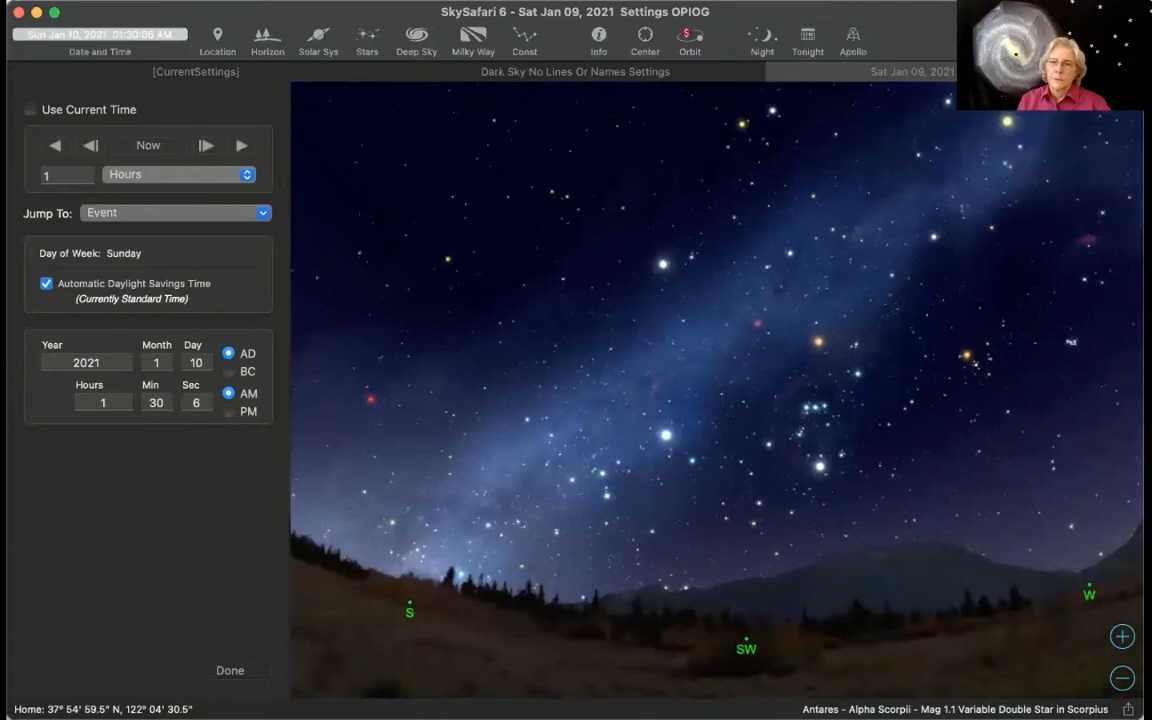 SkySafari 6 - Sat Jan 09, 2021 Settings OPIOG
Sun Jan 10, 2021 01:30:06 AM
Date and Time
Location
Horizon
Solar Sys
Stars
Deep Sky
Milky Way
Const
Info
Center
Orbit
Night
Tonight
Apollo
[CurrentSettings]
Dark Sky No Lines Or Names Settings
Sat Jan 09, 2021
Use Current Time
Now
1
Hours
Jump To: Event
Day of Week: Sunday
Automatic Daylight Savings Time
(Currently Standard Time)
Year Month Day
2021 1 10
AD
BC
Hours Min Sec
1 30 6
AM
PM
Done
S
SW
W
Home: 37° 54' 59.5" N, 122° 04' 30.5"
Antares - Alpha Scorpii - Mag 1.1 Variable Double Star in Scorpius